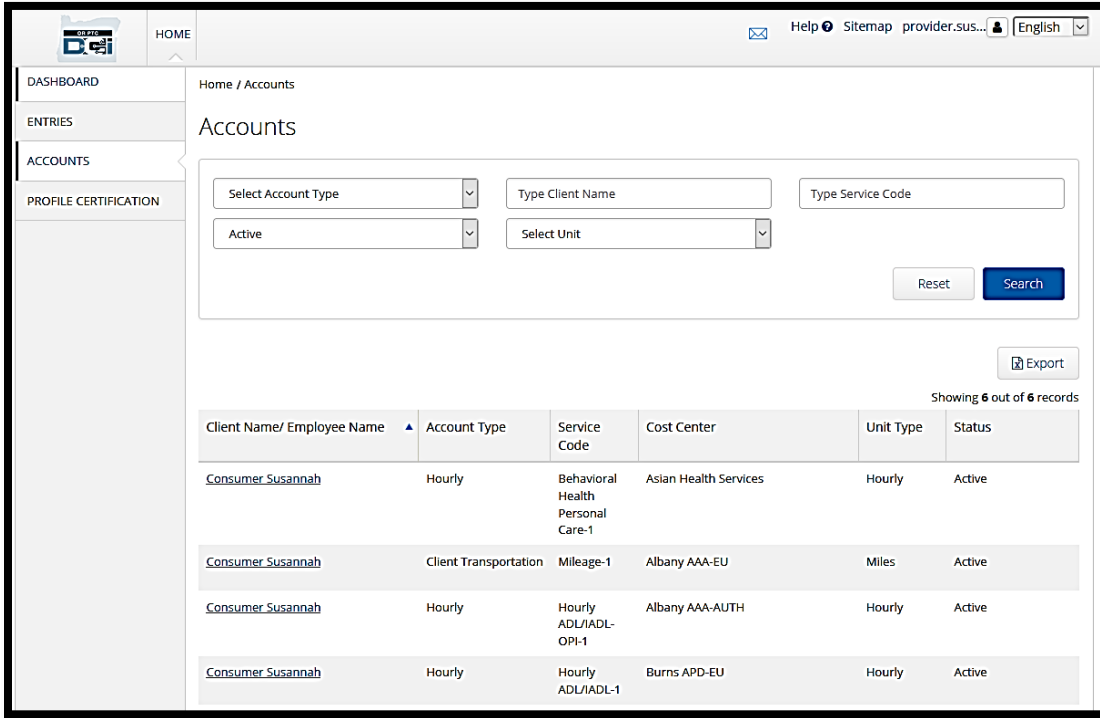 OR PTC
DCI
HOME
Help Sitemap provider.sus... English
DASHBOARD
ENTRIES
ACCOUNTS
PROFILE CERTIFICATION
Home / Accounts
Accounts
Select Account Type Type Client Name Type Service Code
Active Select Unit
Reset Search
Export
Showing 6 out of 6 records
Client Name/ Employee Name Account Type Service Cost Center Unit Type Status
Code
Consumer Susannah Hourly Behavioral Asian Health Services Hourly Active
Health
Personal
Care-1
Consumer Susannah Client Transportation Mileage-1 Albany AAA-EU Miles Active
Consumer Susannah Hourly Hourly Albany AAA-AUTH Hourly Active
ADL/IADL-
OPI-1
Consumer Susannah Hourly Hourly Burns APD-EU Hourly Active
ADL/IADL-1